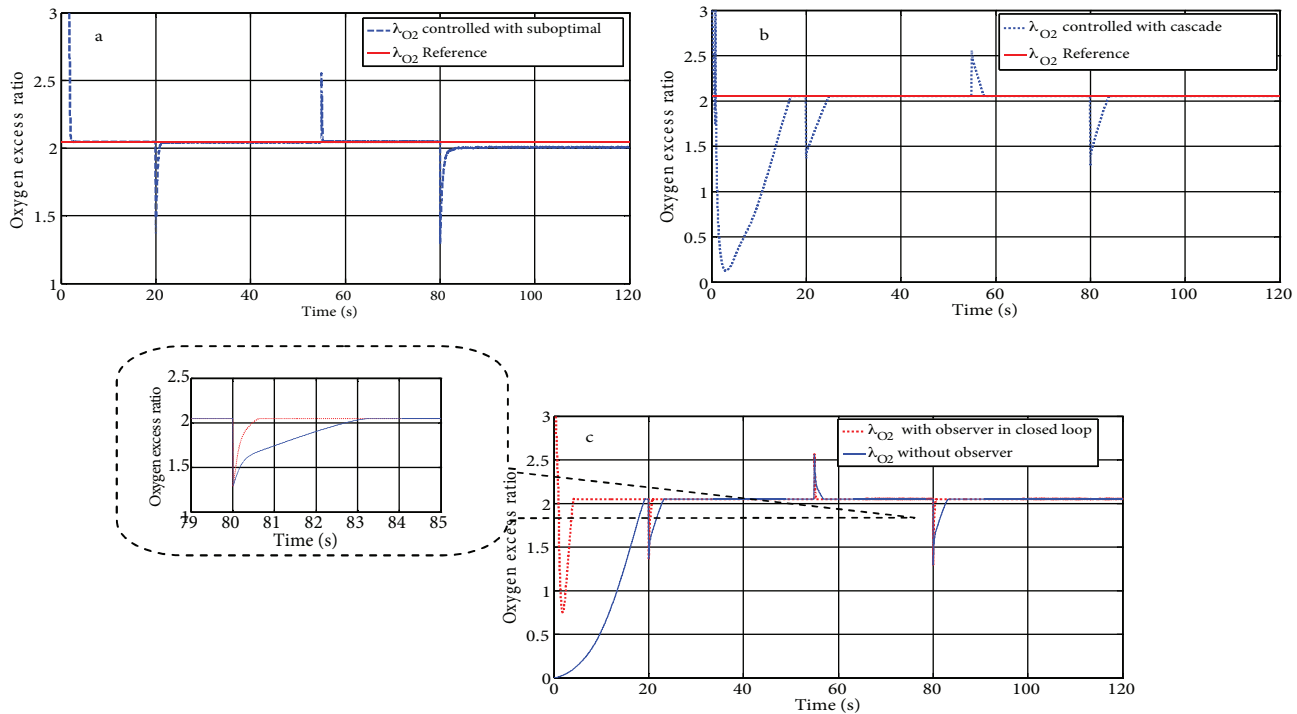 a
λO2 controlled with suboptimal
λO2 Reference
Oxygen excess ratio
3
2.5
2
1.5
1
0 20 40 60 80 100 120
Time (s)
b
λO2 controlled with cascade
λO2 Reference
Oxygen excess ratio
3
2.5
2
1.5
1
0.5
0
0 20 40 60 80 100 120
Time (s)
Oxygen excess ratio
2.5
2
1.5
1
79 80 81 82 83 84 85
Time (s)
c
λO2 with observer in closed loop
λO2 without observer
Oxygen excess ratio
3
2.5
2
1.5
1
0.5
0
0 20 40 60 80 100 120
Time (s)